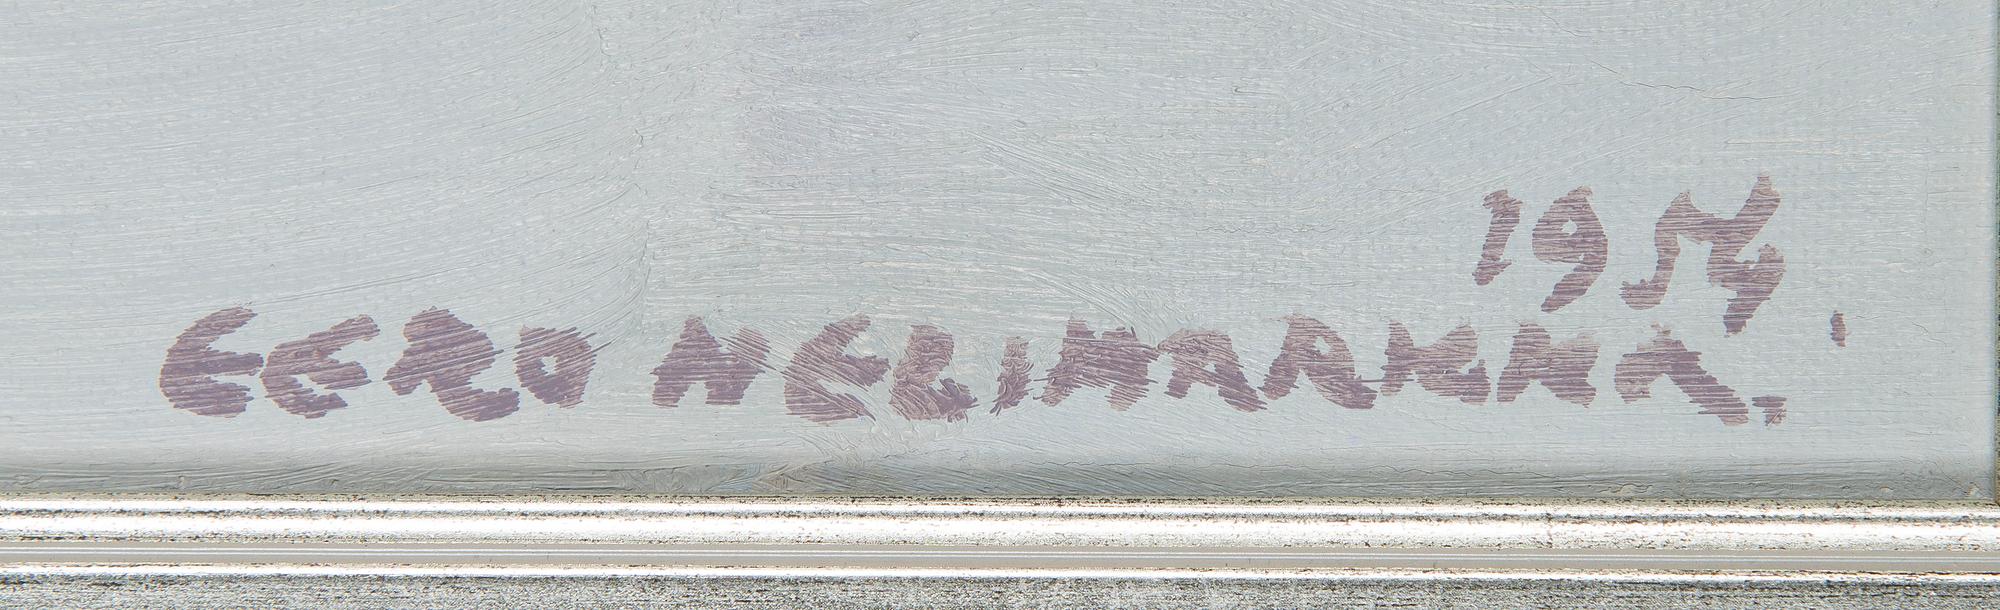 1954.
EERO NELIMARKKA.